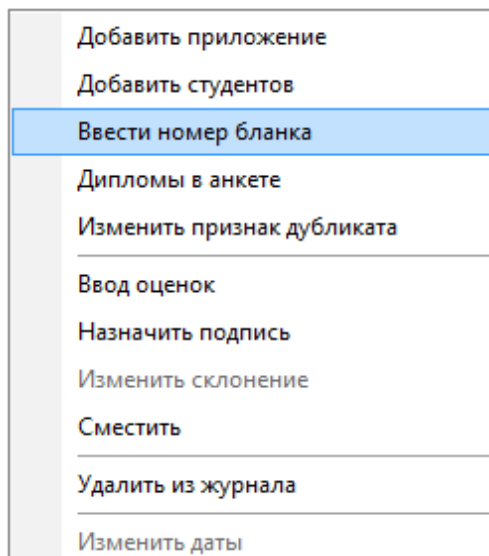 Добавить приложение
Добавить студентов
Ввести номер бланка
Дипломы в анкете
Изменить признак дубликата
Ввод оценок
Назначить подпись
Изменить склонение
Сместить
Удалить из журнала
Изменить даты